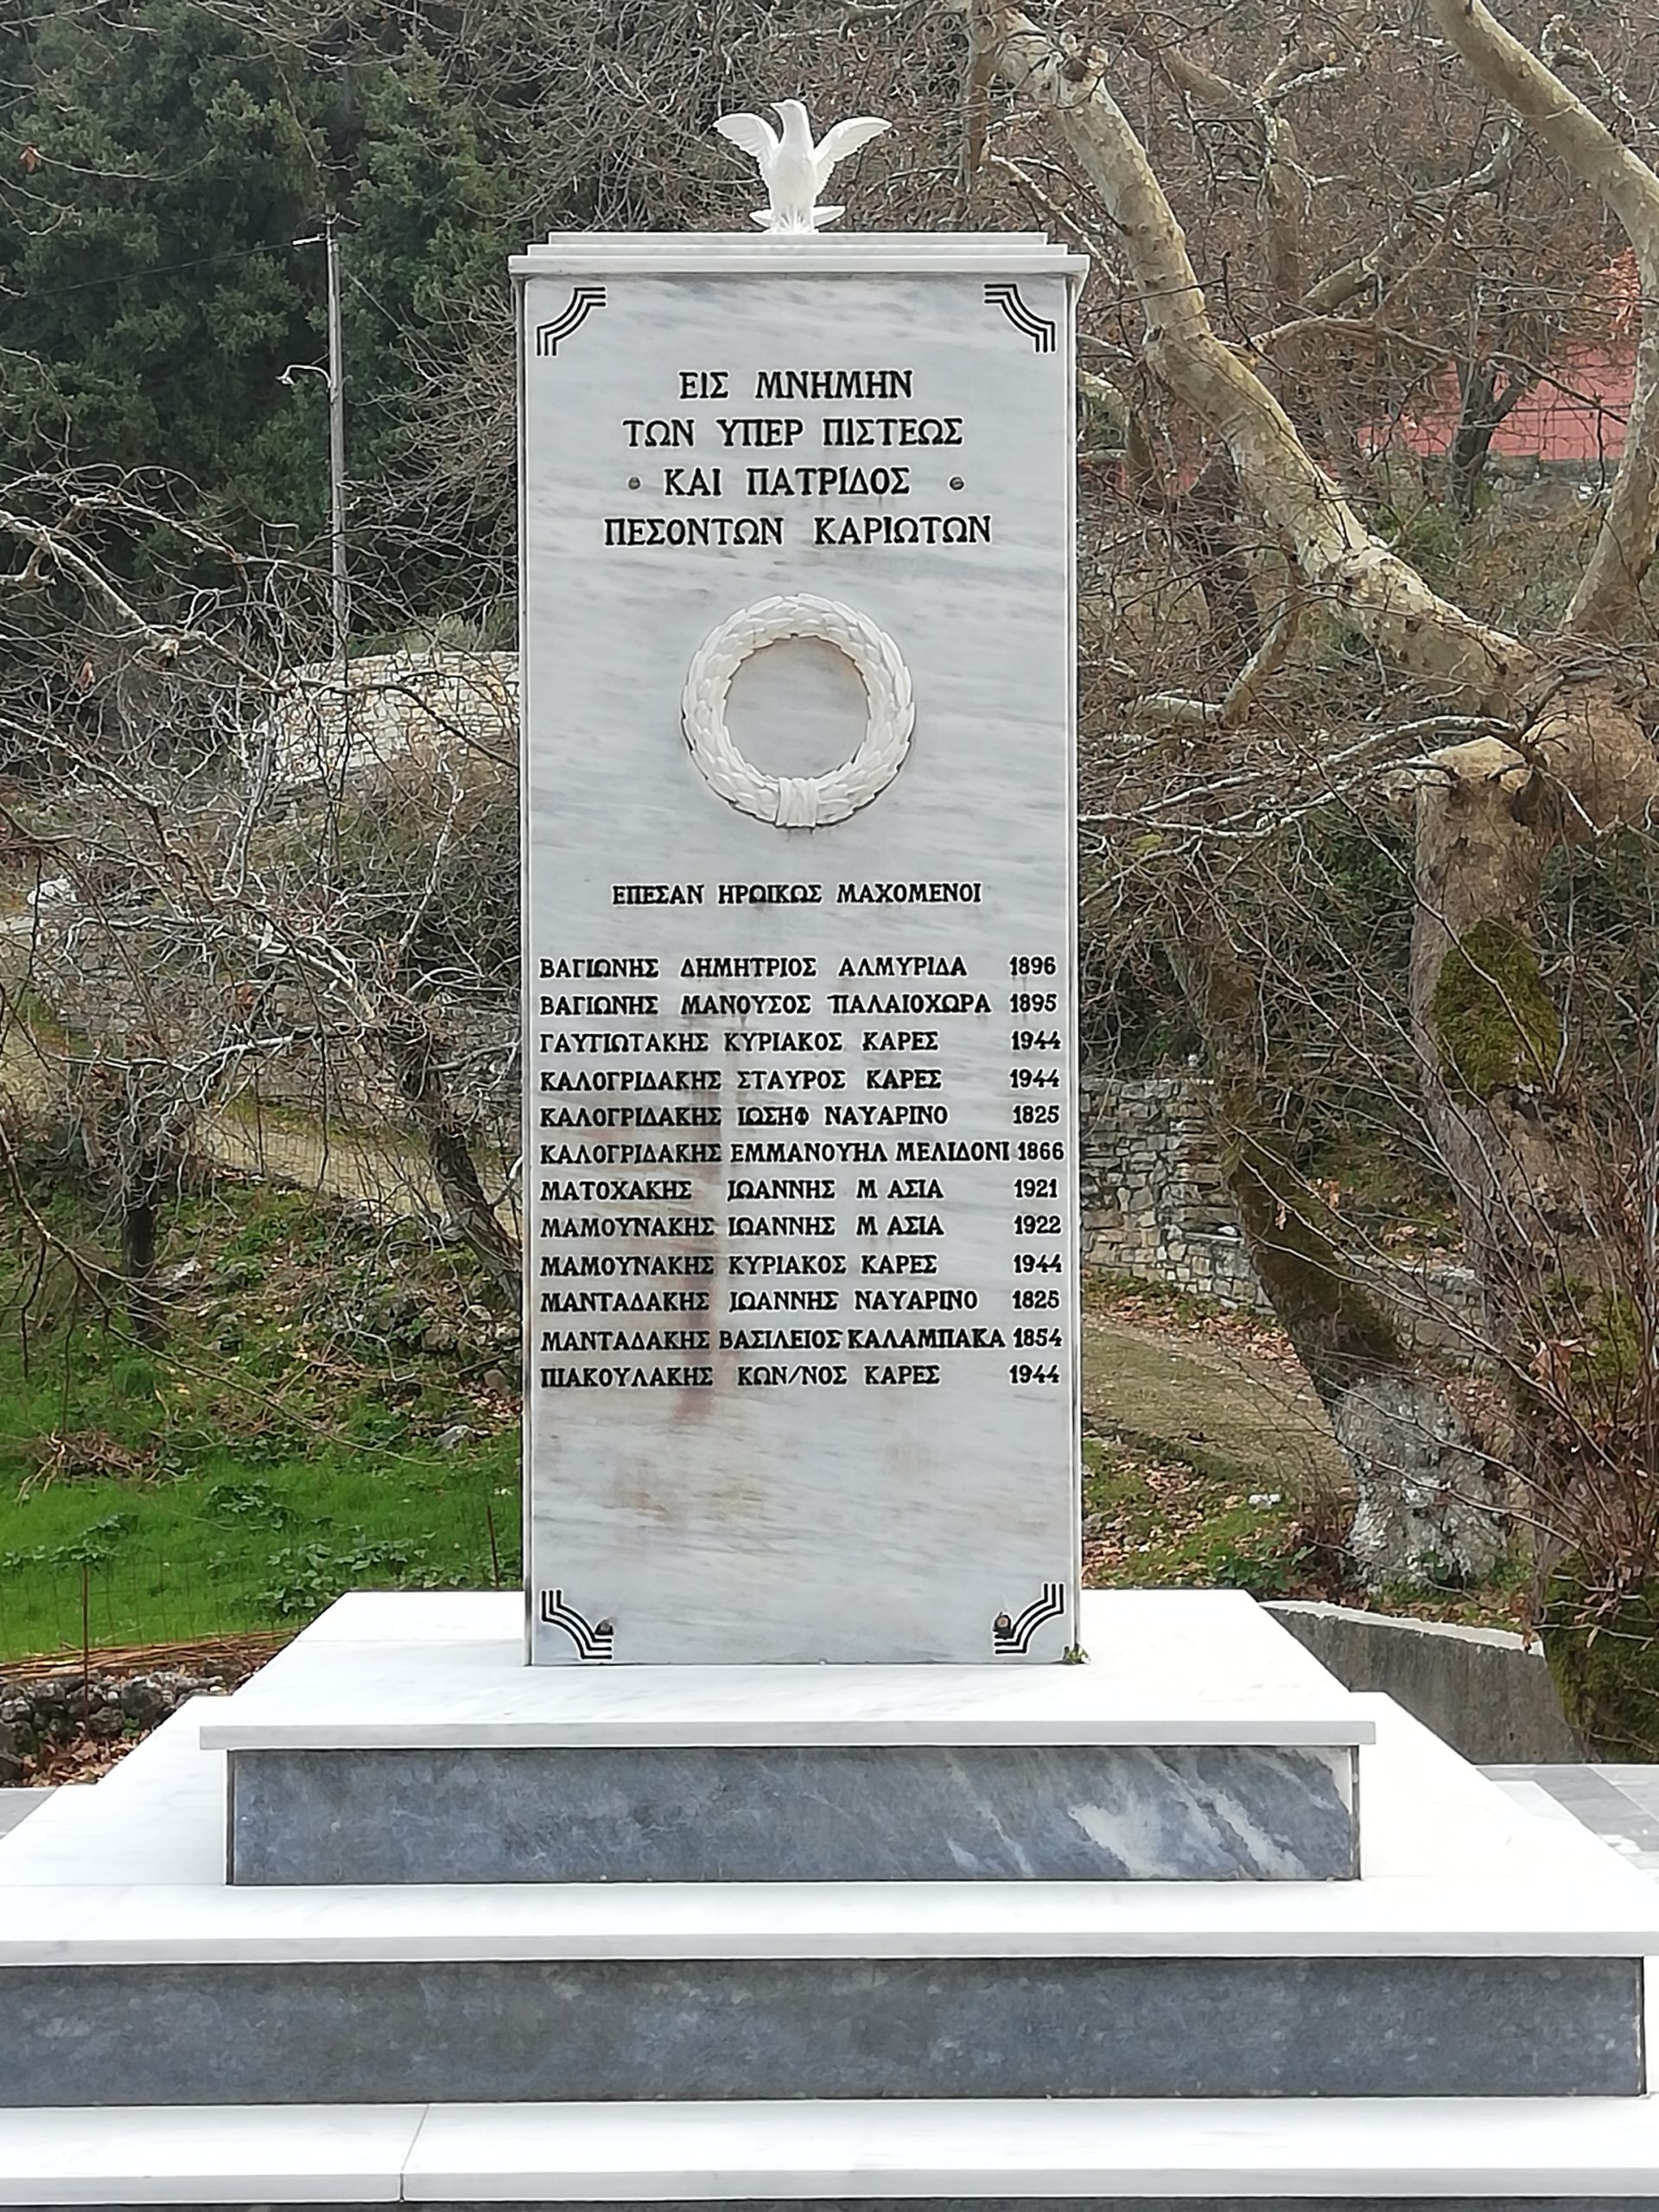 ΕΙΣ ΜΝΗΜΗΝ
ΤΩΝ ΥΠΕΡ ΠΙΣΤΕΩΣ
ΚΑΙ ΠΑΤΡΙΔΟΣ
ΠΕΣΟΝΤΩΝ ΚΑΡΙΩΤΩΝ
ΕΠΕΣΑΝ ΗΡΩΙΚΩΣ ΜΑΧΟΜΕΝΟΙ
ΒΑΓΙΩΝΗΣ ΔΗΜΗΤΡΙΟΣ ΑΛΜΥΡΙΔΑ 1896
ΒΑΓΙΩΝΗΣ ΜΑΝΟΥΣΟΣ ΠΑΛΑΙΟΧΩΡΑ 1895
ΓΑΥΓΙΩΤΑΚΗΣ ΚΥΡΙΑΚΟΣ ΚΑΡΕΣ 1944
ΚΑΛΟΓΡΙΔΑΚΗΣ ΣΤΑΥΡΟΣ ΚΑΡΕΣ 1944
ΚΑΛΟΓΡΙΔΑΚΗΣ ΙΩΣΗΦ ΝΑΥΑΡΙΝΟ 1825
ΚΑΛΟΓΡΙΔΑΚΗΣ ΕΜΜΑΝΟΥΗΛ ΜΕΛΙΔΟΝΙ 1866
ΜΑΤΟΧΑΚΗΣ ΙΩΑΝΝΗΣ Μ ΑΣΙΑ 1921
ΜΑΜΟΥΝΑΚΗΣ ΙΩΑΝΝΗΣ Μ ΑΣΙΑ 1922
ΜΑΜΟΥΝΑΚΗΣ ΚΥΡΙΑΚΟΣ ΚΑΡΕΣ 1944
ΜΑΝΤΑΔΑΚΗΣ ΙΩΑΝΝΗΣ ΝΑΥΑΡΙΝΟ 1825
ΜΑΝΤΑΔΑΚΗΣ ΒΑΣΙΛΕΙΟΣ ΚΑΛΑΜΠΑΚΑ 1854
ΠΙΑΚΟΥΛΑΚΗΣ ΚΩΝ/ΝΟΣ ΚΑΡΕΣ 1944